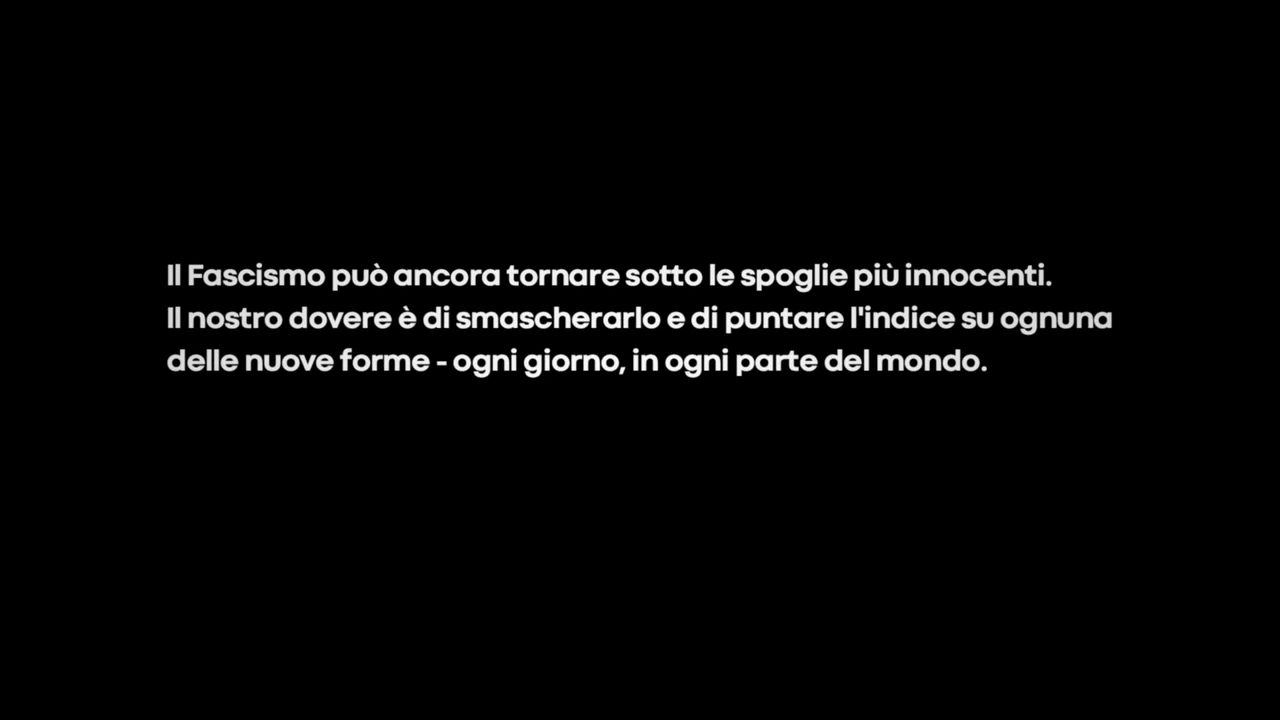 Il Fascismo può ancora tornare sotto le spoglie più innocenti.
Il nostro dovere è di smascherarlo e di puntare l'indice su ognuna
delle nuove forme - ogni giorno, in ogni parte del mondo.